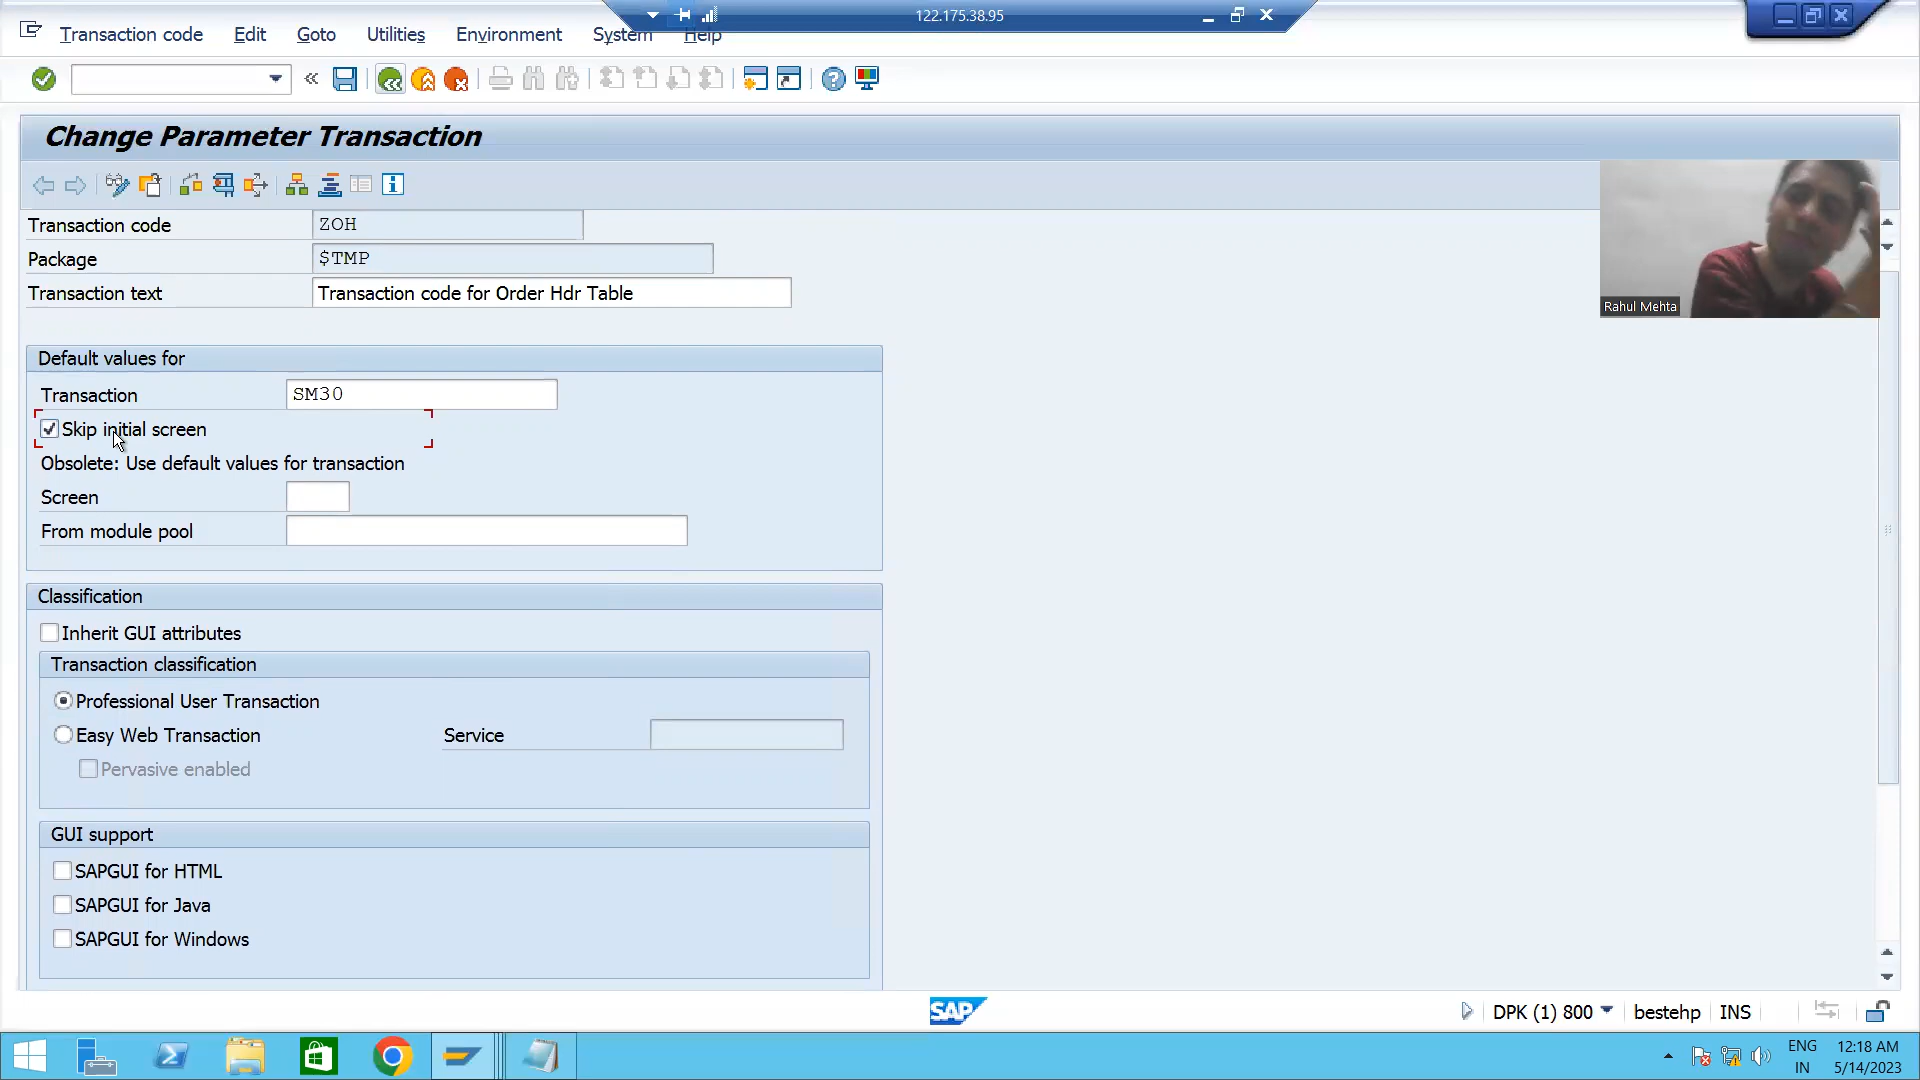 122.175.38.95
Transaction code Edit Goto Utilities Environment System Help
Change Parameter Transaction
Transaction code ZOH
Package $TMP
Transaction text Transaction code for Order Hdr Table
Rahul Mehta
Default values for
Transaction SM30
Skip initial screen
Obsolete: Use default values for transaction
Screen
From module pool
Classification
Inherit GUI attributes
Transaction classification
Professional User Transaction
Easy Web Transaction Service
Pervasive enabled
GUI support
SAPGUI for HTML
SAPGUI for Java
SAPGUI for Windows
SAP DPK (1) 800 bestehp INS
ENG 12:18 AM
IN 5/14/2023